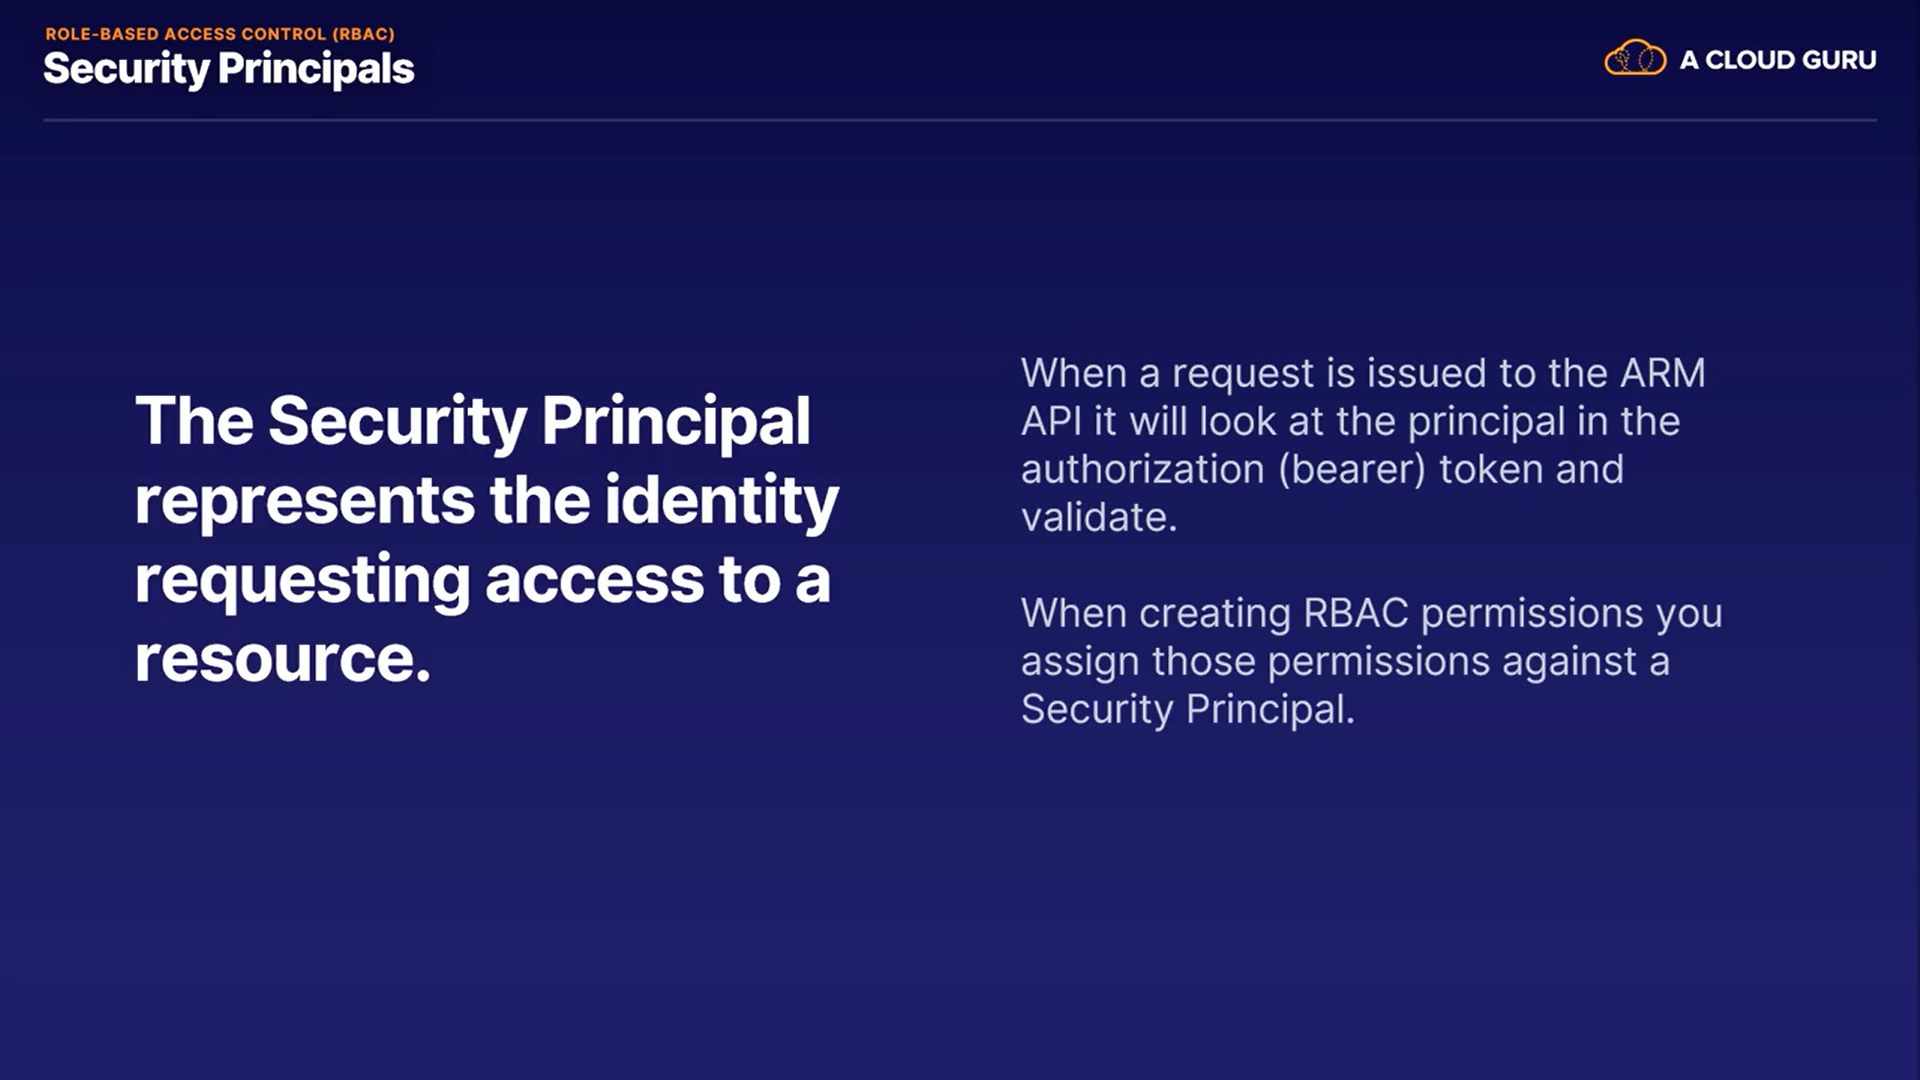 ROLE-BASED ACCESS CONTROL (RBAC)
Security Principals
A CLOUD GURU
The Security Principal
represents the identity
requesting access to a
resource.
When a request is issued to the ARM
API it will look at the principal in the
authorization (bearer) token and
validate.
When creating RBAC permissions you
assign those permissions against a
Security Principal.